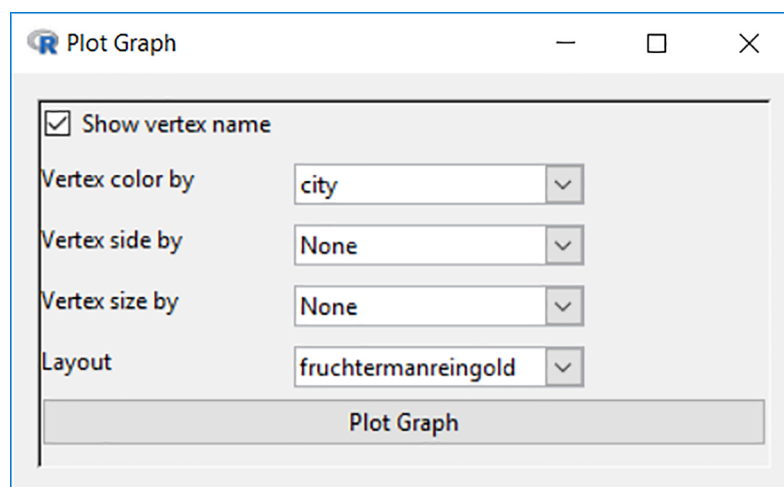 Plot Graph
Show vertex name
Vertex color by city
Vertex side by None
Vertex size by None
Layout fruchtermanreingold
Plot Graph